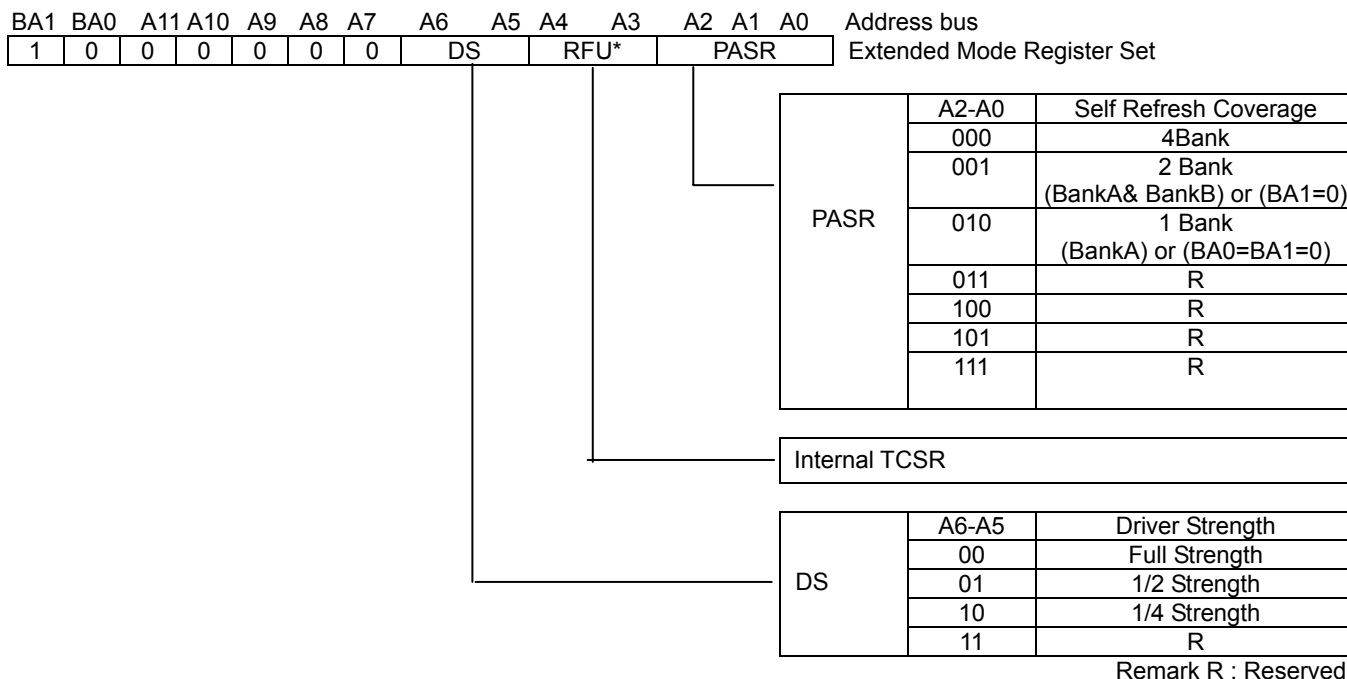 BA1 BA0 A11 A10 A9 A8 A7 A6 A5 A4 A3 A2 A1 A0 Address bus
1 0 0 0 0 0 0 DS RFU* PASR Extended Mode Register Set
PASR
A2-A0 Self Refresh Coverage
000 4Bank
001 2 Bank
(BankA& BankB) or (BA1=0)
010 1 Bank
(BankA) or (BA0=BA1=0)
011 R
100 R
101 R
111 R
Internal TCSR
DS
A6-A5 Driver Strength
00 Full Strength
01 1/2 Strength
10 1/4 Strength
11 R
Remark R : Reserved